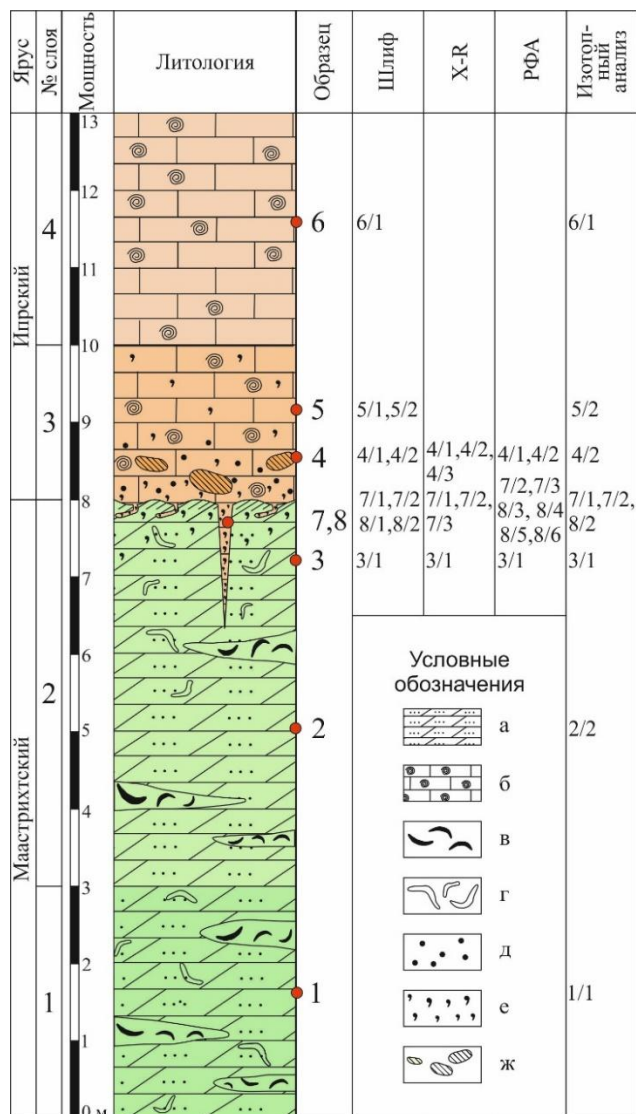 Ярус
№ слоя
Мощность
Литология
Образец
Шлиф
X-R
РФА
Изотоп-
ный
анализ
13
12
4
6
6/1
6/1
11
Ипрский
10
3
9
5
5/1,5/2
5/2
4
4/1,4/2
4/1,4/2,
4/3
4/1,4/2
4/2
8
7,8
7/1,7/2
8/1,8/2
7/1,7/2,
7/3
7/2,7/3
8/3, 8/4
8/5,8/6
7/1,7/2,
8/2
3
3/1
3/1
3/1
3/1
7
6
Условные
обозначения
2
5
2
2/2
а
б
Маастрихтский
4
в
3
г
2
д
1
1
1/1
1
е
ж
0 м